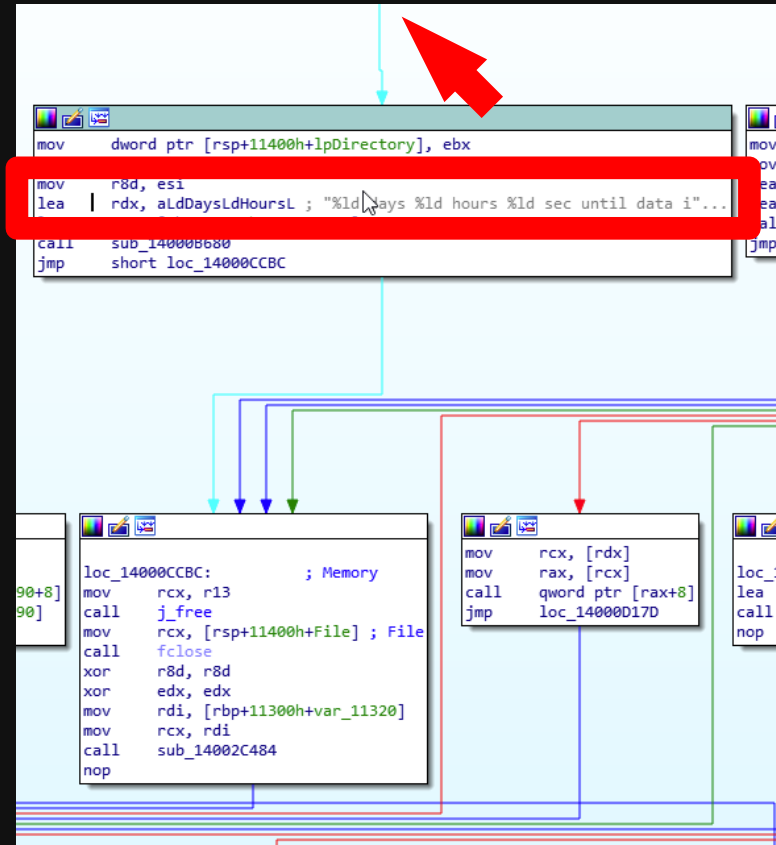 mov dword ptr [rsp+11400h+lpDirectory], ebx
mov r8d, esi
lea rdx, aLdDaysLdHoursL ; "%ld days %ld hours %ld sec until data i"...
call sub_14000B680
jmp short loc_14000CCBC
mov
jmp
90+8]
90]
loc_14000CCBC: ; Memory
mov rcx, r13
call j_free
mov rcx, [rsp+11400h+File] ; File
call fclose
xor r8d, r8d
xor edx, edx
mov rdi, [rbp+11300h+var_11320]
mov rcx, rdi
call sub_14002C484
nop
mov rcx, [rdx]
mov rax, [rcx]
call qword ptr [rax+8]
jmp loc_14000D17D
lea
call
nop